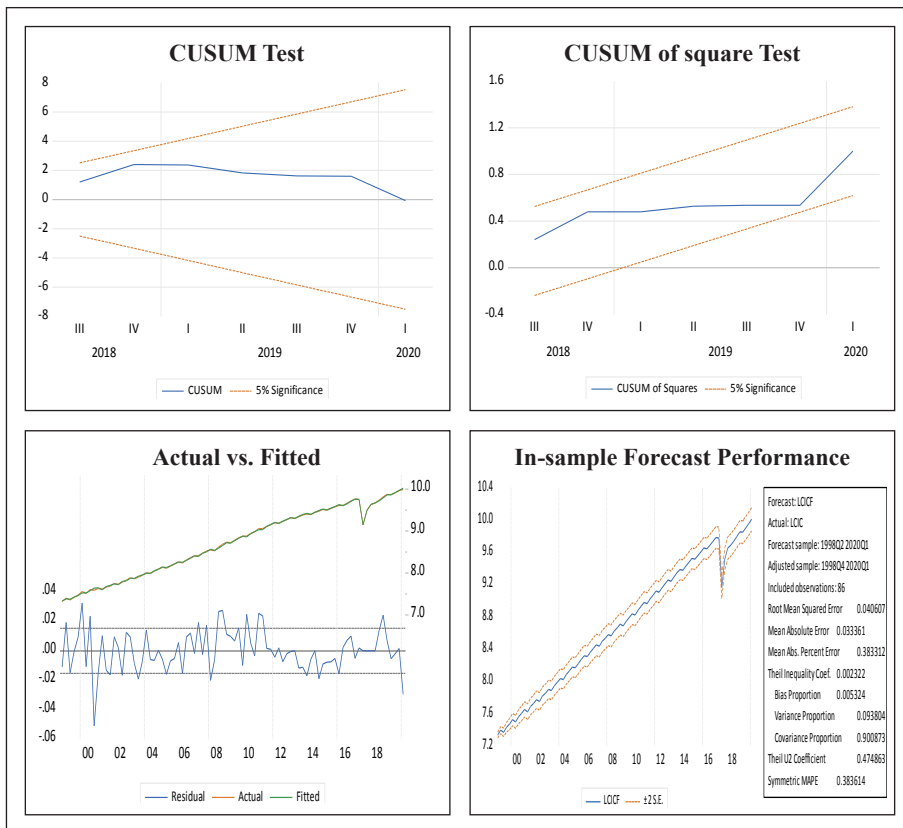 CUSUM Test
8
6
4
2
0
-2
-4
-6
-8
III IV I II III IV I
2018 2019 2020
CUSUM 5% Significance
CUSUM of square Test
1.6
1.2
0.8
0.4
0.0
-0.4
III IV I II III IV I
2018 2019 2020
CUSUM of Squares 5% Significance
Actual vs. Fitted
10.0
9.0
8.0
7.0
.04
.02
.00
-.02
-.04
-.06
00 02 04 06 08 10 12 14 16 18
Residual Actual Fitted
In-sample Forecast Performance
10.4
10.0
9.6
9.2
8.8
8.4
8.0
7.6
7.2
00 02 04 06 08 10 12 14 16 18
LCICF ±2 S.E.
Forecast: LCICF
Actual: LCIC
Forecast sample: 1998Q2 2020Q1
Adjusted sample: 1998Q4 2020Q1
Included observations: 86
Root Mean Squared Error 0.040607
Mean Absolute Error 0.033361
Mean Abs. Percent Error 0.383312
Theil Inequality Coef. 0.002322
Bias Proportion 0.005324
Variance Proportion 0.093804
Covariance Proportion 0.900873
Theil U2 Coefficient 0.474863
Symmetric MAPE 0.383614